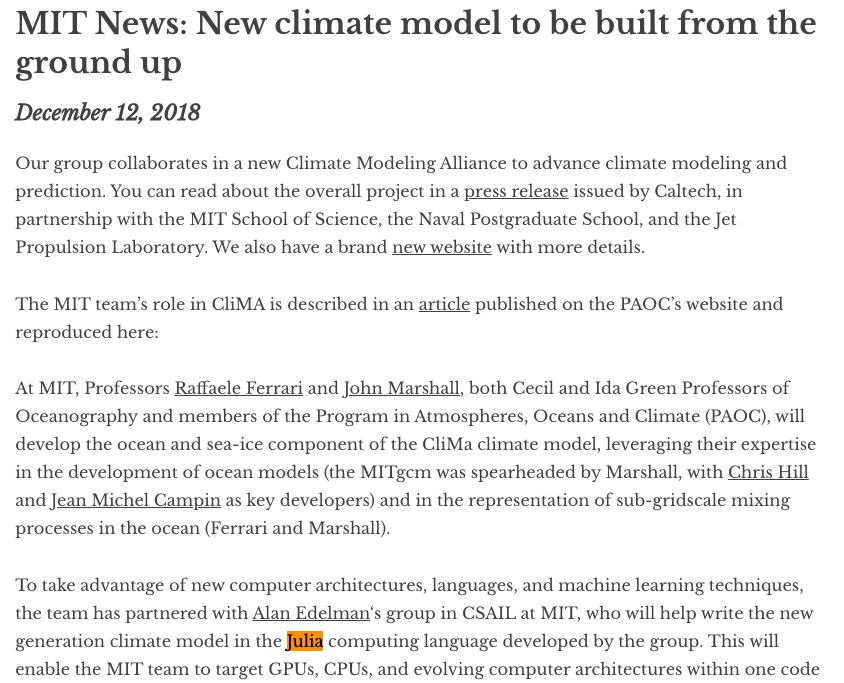 MIT News: New climate model to be built from the
ground up
December 12, 2018
Our group collaborates in a new Climate Modeling Alliance to advance climate modeling and
prediction. You can read about the overall project in a press release issued by Caltech, in
partnership with the MIT School of Science, the Naval Postgraduate School, and the Jet
Propulsion Laboratory. We also have a brand new website with more details.
The MIT team’s role in CliMA is described in an article published on the PAOC’s website and
reproduced here:
At MIT, Professors Raffaele Ferrari and John Marshall, both Cecil and Ida Green Professors of
Oceanography and members of the Program in Atmospheres, Oceans and Climate (PAOC), will
develop the ocean and sea-ice component of the CliMa climate model, leveraging their expertise
in the development of ocean models (the MITgcm was spearheaded by Marshall, with Chris Hill
and Jean Michel Campin as key developers) and in the representation of sub-gridscale mixing
processes in the ocean (Ferrari and Marshall).
To take advantage of new computer architectures, languages, and machine learning techniques,
the team has partnered with Alan Edelman‘s group in CSAIL at MIT, who will help write the new
generation climate model in the Julia computing language developed by the group. This will
enable the MIT team to target GPUs, CPUs, and evolving computer architectures within one code